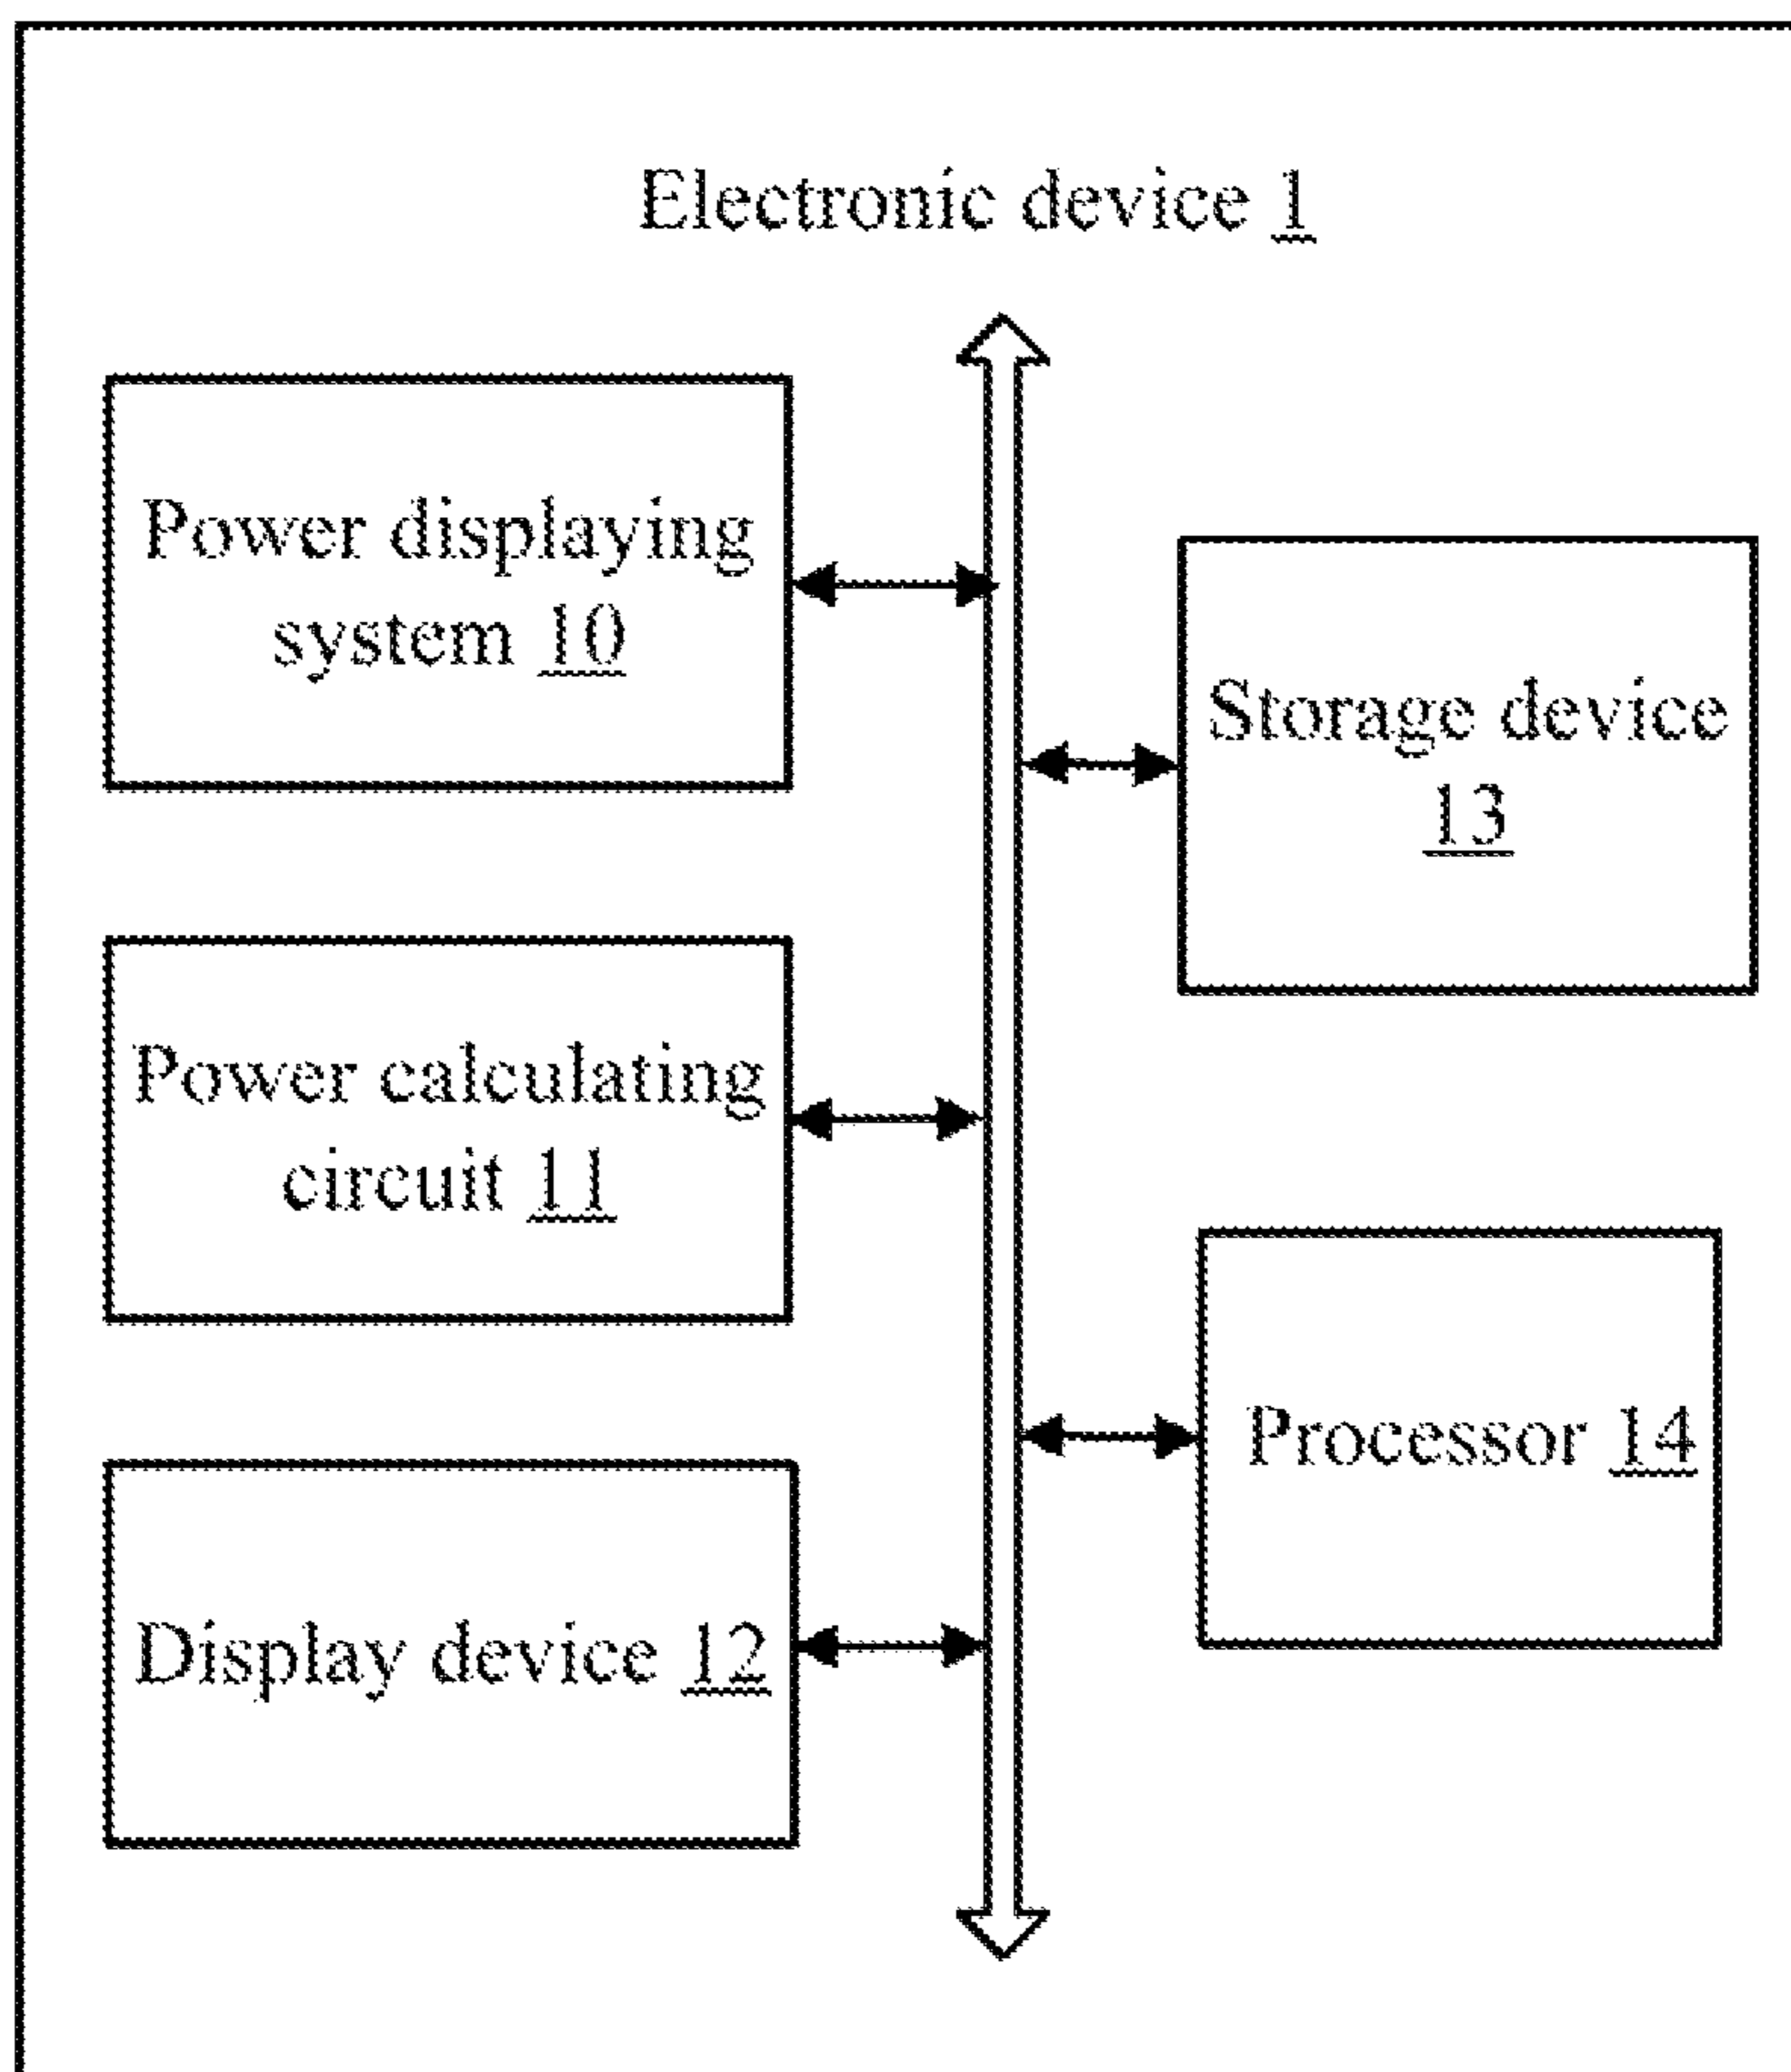 Electronic device 1
Power displaying
system 10
Storage device
13
Power calculating
circuit 11
Processor 14
Display device 12